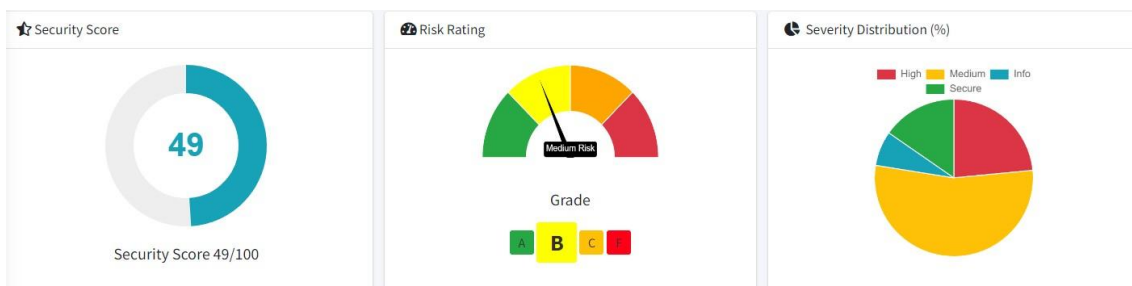 Security Score
49
Security Score 49/100
Risk Rating
Medium Risk
Grade
A B C F
Severity Distribution (%)
High Medium Info
Secure